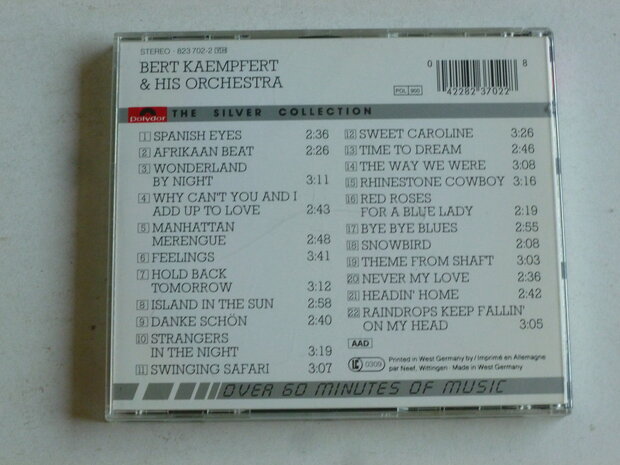 STEREO · 823 702-2
BERT KAEMPFERT
& HIS ORCHESTRA
0 42282 37022 8
POL 900
Polydor
THE SILVER COLLECTION
1 SPANISH EYES 2:36
2 AFRIKAAN BEAT 2:26
3 WONDERLAND
BY NIGHT 3:11
4 WHY CAN'T YOU AND I
ADD UP TO LOVE 2:43
5 MANHATTAN
MERENGUE 2:48
6 FEELINGS 3:41
7 HOLD BACK
TOMORROW 3:12
8 ISLAND IN THE SUN 2:58
9 DANKE SCHÖN 2:40
10 STRANGERS
IN THE NIGHT 3:19
11 SWINGING SAFARI 3:07
12 SWEET CAROLINE 3:26
13 TIME TO DREAM 2:46
14 THE WAY WE WERE 3:08
15 RHINESTONE COWBOY 3:16
16 RED ROSES
FOR A BLUE LADY 2:19
17 BYE BYE BLUES 2:55
18 SNOWBIRD 2:08
19 THEME FROM SHAFT 3:03
20 NEVER MY LOVE 2:36
21 HEADIN' HOME 2:42
22 RAINDROPS KEEP FALLIN'
ON MY HEAD 3:05
AAD
LC 0309
Printed in West Germany by / Imprimé en Allemagne
par Neef, Wittingen · Made in West Germany
OVER 60 MINUTES OF MUSIC